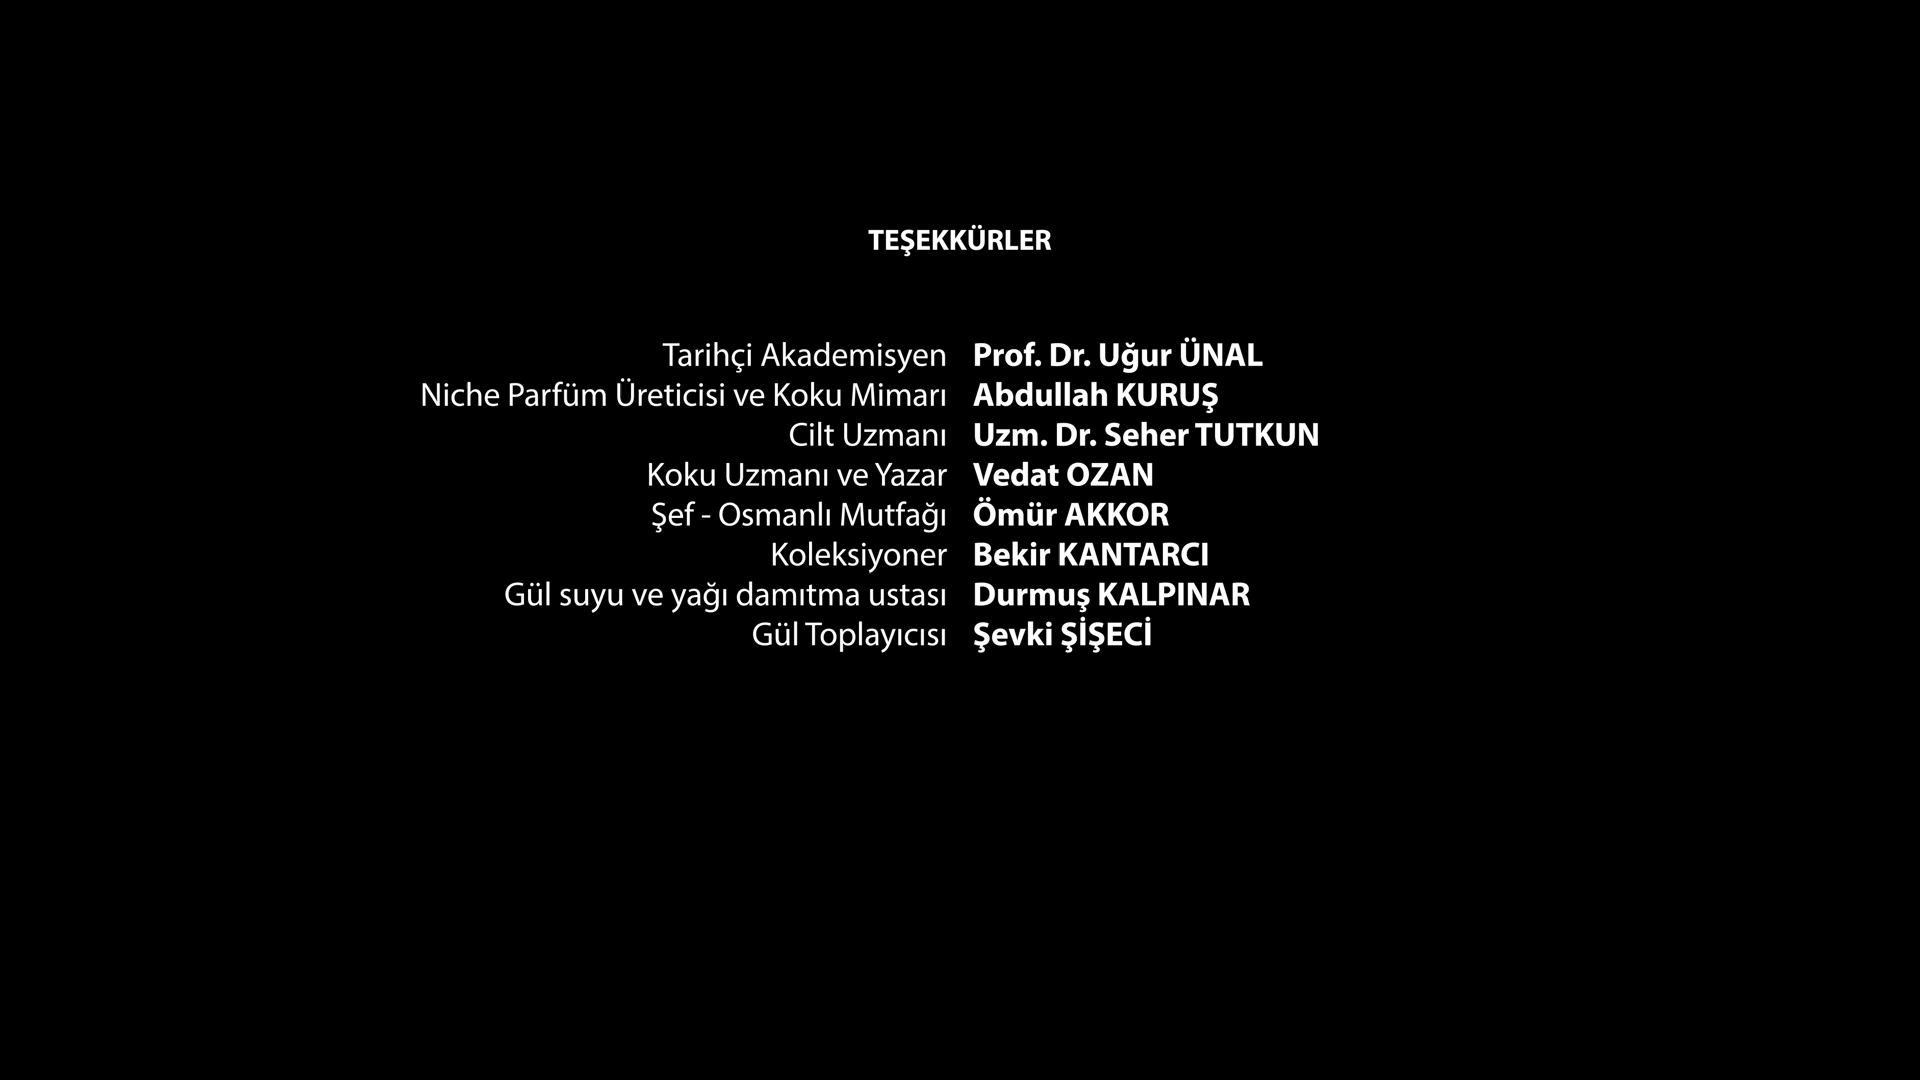 TEŞEKKÜRLER
Tarihçi Akademisyen Prof. Dr. Uğur ÜNAL
Niche Parfüm Üreticisi ve Koku Mimarı Abdullah KURUŞ
Cilt Uzmanı Uzm. Dr. Seher TUTKUN
Koku Uzmanı ve Yazar Vedat OZAN
Şef - Osmanlı Mutfağı Ömür AKKOR
Koleksiyoner Bekir KANTARCI
Gül suyu ve yağı damıtma ustası Durmuş KALPINAR
Gül Toplayıcısı Şevki ŞİŞECİ